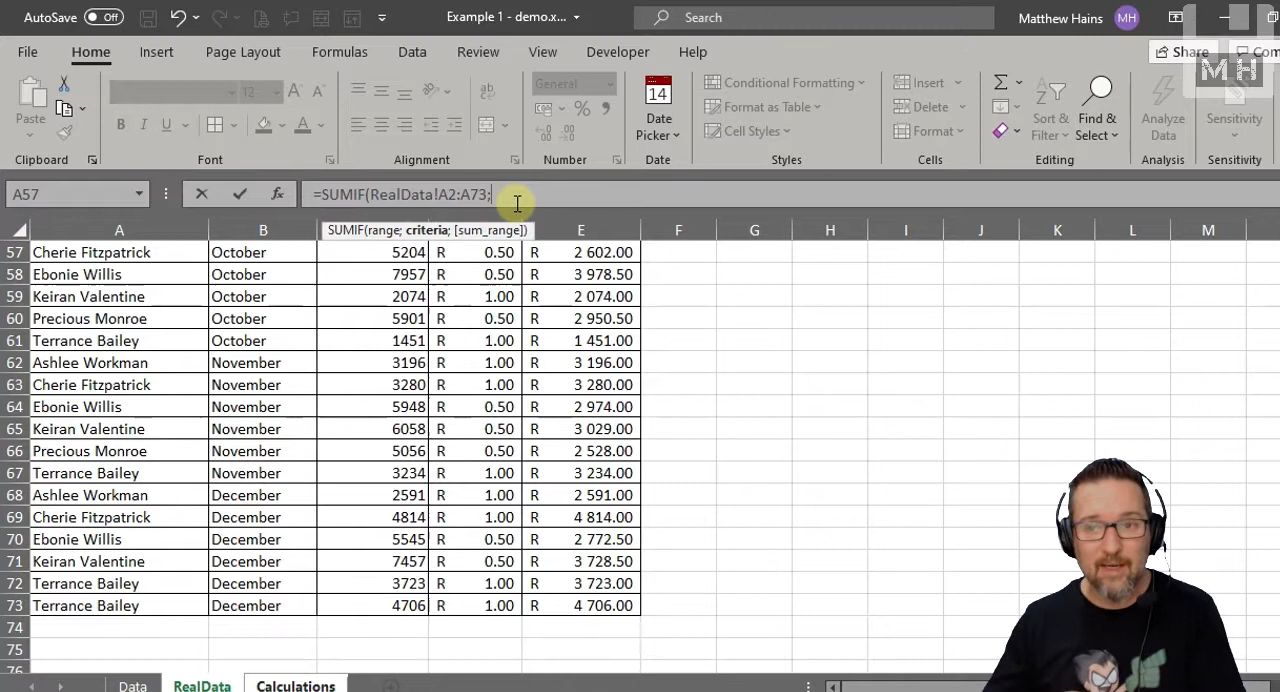 AutoSave Off Example 1 - demo.x... Search Matthew Hains MH
File Home Insert Page Layout Formulas Data Review View Developer Help Share Com
MH
12 General 14 Conditional Formatting Insert
Format as Table Delete
Cell Styles Format
Paste B I U A ab % Date Picker Sort & Filter Find & Select Analyze Data Sensitivity
Clipboard Font Alignment Number Date Styles Cells Editing Analysis Sensitivity
A57 fx =SUMIF(RealData!A2:A73;
SUMIF(range; criteria; [sum_range])
A B E F G H I J K L M
57 Cherie Fitzpatrick October 5204 R 0.50 R 2 602.00
58 Ebonie Willis October 7957 R 0.50 R 3 978.50
59 Keiran Valentine October 2074 R 1.00 R 2 074.00
60 Precious Monroe October 5901 R 0.50 R 2 950.50
61 Terrance Bailey October 1451 R 1.00 R 1 451.00
62 Ashlee Workman November 3196 R 1.00 R 3 196.00
63 Cherie Fitzpatrick November 3280 R 1.00 R 3 280.00
64 Ebonie Willis November 5948 R 0.50 R 2 974.00
65 Keiran Valentine November 6058 R 0.50 R 3 029.00
66 Precious Monroe November 5056 R 0.50 R 2 528.00
67 Terrance Bailey November 3234 R 1.00 R 3 234.00
68 Ashlee Workman December 2591 R 1.00 R 2 591.00
69 Cherie Fitzpatrick December 4814 R 1.00 R 4 814.00
70 Ebonie Willis December 5545 R 0.50 R 2 772.50
71 Keiran Valentine December 7457 R 0.50 R 3 728.50
72 Terrance Bailey December 3723 R 1.00 R 3 723.00
73 Terrance Bailey December 4706 R 1.00 R 4 706.00
74
75
76
Data RealData Calculations